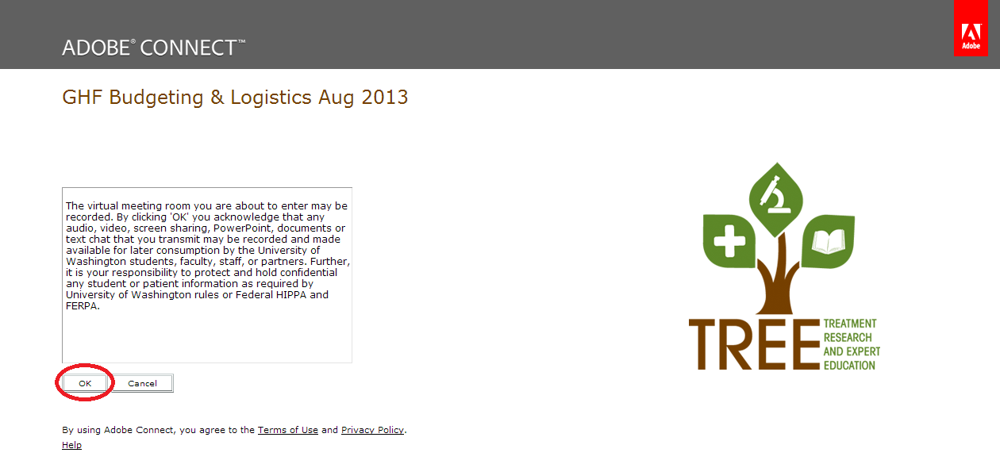 ADOBE® CONNECT™
Adobe
GHF Budgeting & Logistics Aug 2013
The virtual meeting room you are about to enter may be
recorded. By clicking 'OK' you acknowledge that any
audio, video, screen sharing, PowerPoint, documents or
text chat that you transmit may be recorded and made
available for later consumption by the University of
Washington students, faculty, staff, or partners. Further,
it is your responsibility to protect and hold confidential
any student or patient information as required by
University of Washington rules or Federal HIPPA and
FERPA.
OK Cancel
By using Adobe Connect, you agree to the Terms of Use and Privacy Policy.
Help
TREE
TREATMENT
RESEARCH
AND EXPERT
EDUCATION